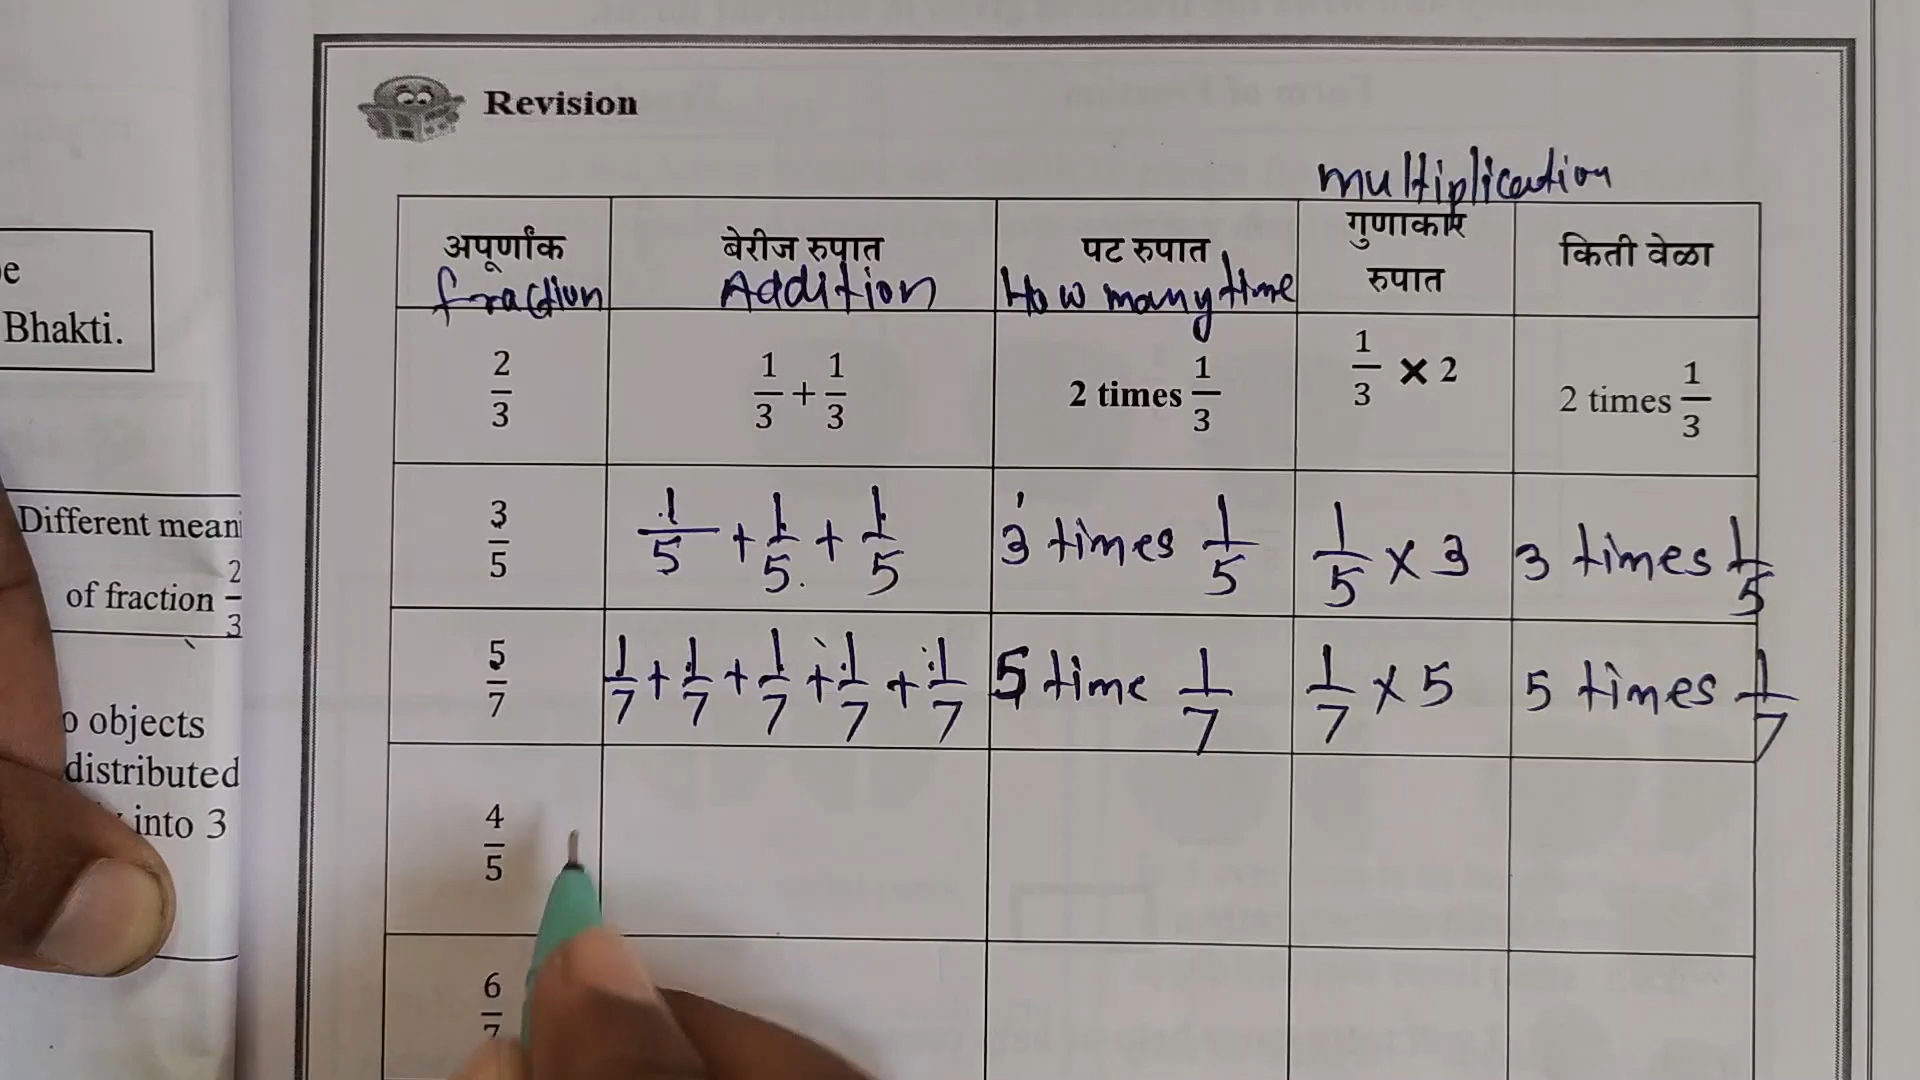 Revision
multiplication
अपूर्णांक बेरीज रुपात पट रुपात गुणाकार रुपात किती वेळा
fraction Addition How many time
2/3 1/3 + 1/3 2 times 1/3 1/3 × 2 2 times 1/3
3/5 1/5 + 1/5 + 1/5 3 times 1/5 1/5 × 3 3 times 1/5
5/7 1/7 + 1/7 + 1/7 + 1/7 + 1/7 5 time 1/7 1/7 × 5 5 times 1/7
4/5
6/7
e
Bhakti.
Different mean
of fraction 2/3
o objects
distributed
into 3